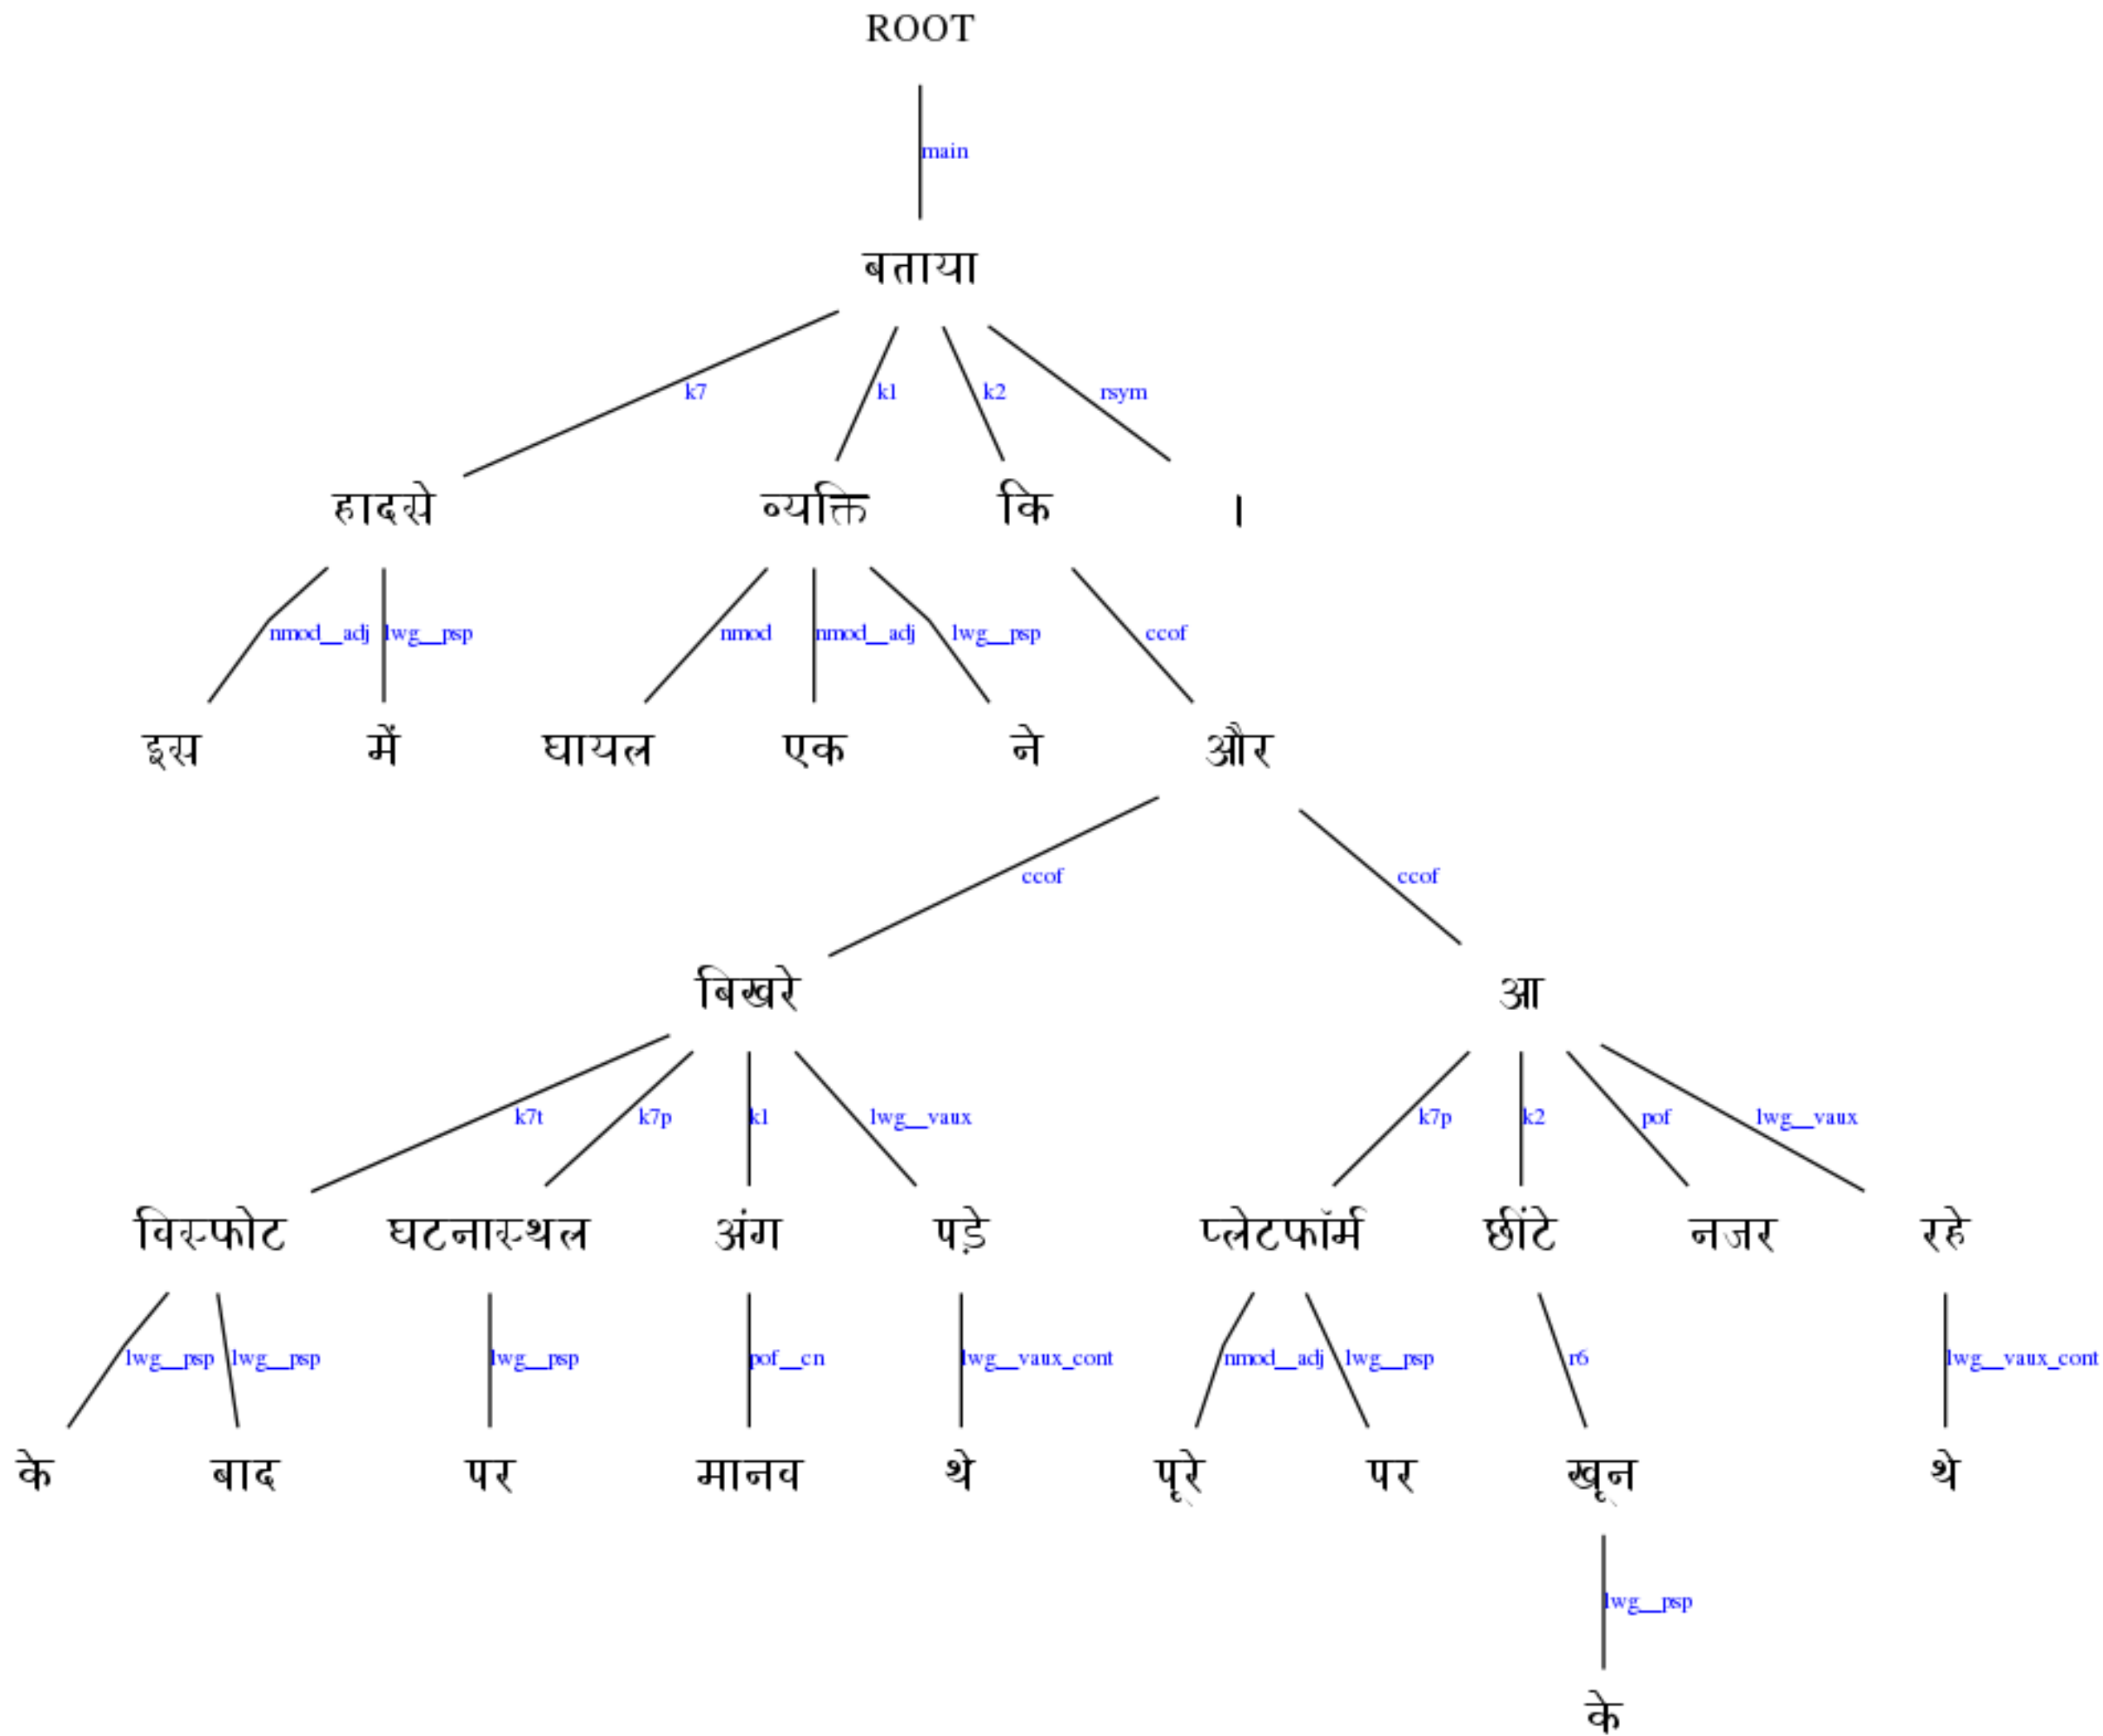 ROOT
main
बताया
k7 k1 k2 rsym
हादसे व्यक्ति कि ।
nmod__adj lwg__psp nmod nmod__adj lwg__psp ccof
इस में घायल एक ने और
ccof ccof
बिखरे आ
k7t k7p k1 lwg__vaux k7p k2 pof lwg__vaux
विस्फोट घटनास्थल अंग पड़े प्लेटफॉर्म छींटे नजर रहे
lwg__psp lwg__psp lwg__psp pof__cn lwg__vaux_cont nmod__adj lwg__psp r6 lwg__vaux_cont
के बाद पर मानव थे पूरे पर खून थे
lwg__psp
के